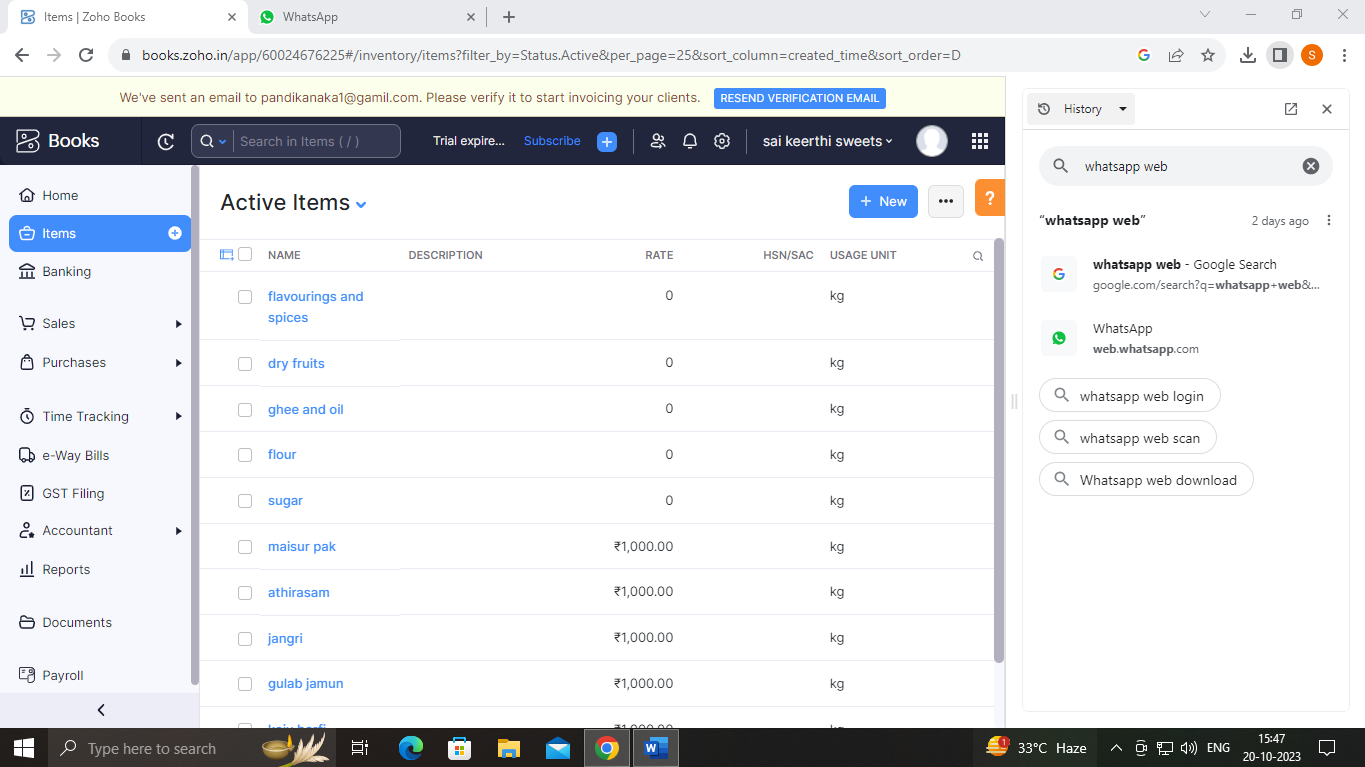 Items | Zoho Books
WhatsApp
books.zoho.in/app/60024676225#/inventory/items?filter_by=Status.Active&per_page=25&sort_column=created_time&sort_order=D
S
We've sent an email to pandikanaka1@gamil.com. Please verify it to start invoicing your clients. RESEND VERIFICATION EMAIL
Books
Search in Items ( / )
Trial expire... Subscribe
sai keerthi sweets
Home
Items
Banking
Sales
Purchases
Time Tracking
e-Way Bills
GST Filing
Accountant
Reports
Documents
Payroll
Active Items
+ New
?
NAME DESCRIPTION RATE HSN/SAC USAGE UNIT
flavourings and spices 0 kg
dry fruits 0 kg
ghee and oil 0 kg
flour 0 kg
sugar 0 kg
maisur pak ₹1,000.00 kg
athirasam ₹1,000.00 kg
jangri ₹1,000.00 kg
gulab jamun ₹1,000.00 kg
History
whatsapp web
“whatsapp web” 2 days ago
whatsapp web - Google Search
google.com/search?q=whatsapp+web&...
WhatsApp
web.whatsapp.com
whatsapp web login
whatsapp web scan
Whatsapp web download
Type here to search
1
33°C Haze
ENG
15:47
20-10-2023